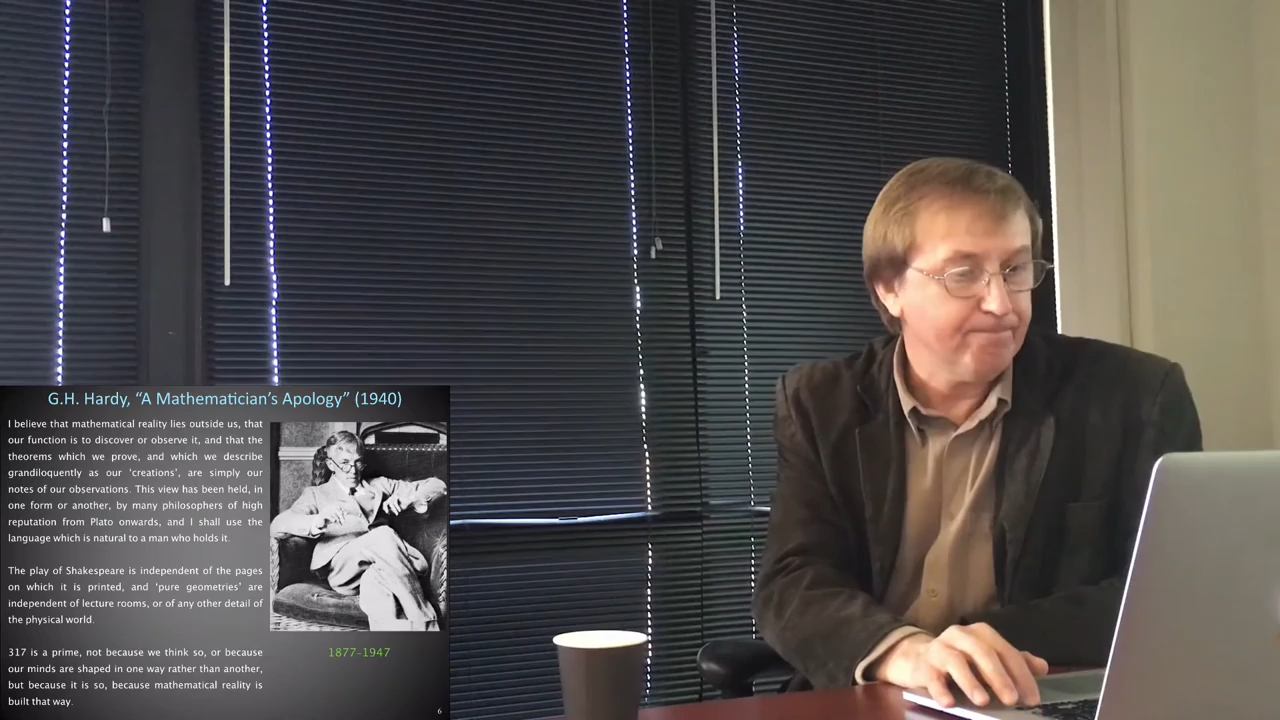 G.H. Hardy, “A Mathematician’s Apology” (1940)
I believe that mathematical reality lies outside us, that
our function is to discover or observe it, and that the
theorems which we prove, and which we describe
grandiloquently as our ‘creations’, are simply our
notes of our observations. This view has been held, in
one form or another, by many philosophers of high
reputation from Plato onwards, and I shall use the
language which is natural to a man who holds it.
The play of Shakespeare is independent of the pages
on which it is printed, and ‘pure geometries’ are
independent of lecture rooms, or of any other detail of
the physical world.
317 is a prime, not because we think so, or because
our minds are shaped in one way rather than another,
but because it is so, because mathematical reality is
built that way.
1877-1947
6